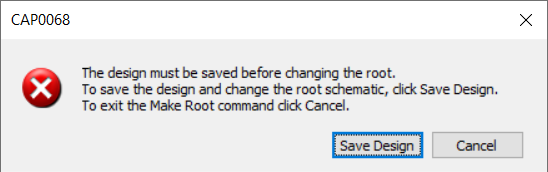 CAP0068
The design must be saved before changing the root.
To save the design and change the root schematic, click Save Design.
To exit the Make Root command click Cancel.
Save Design
Cancel